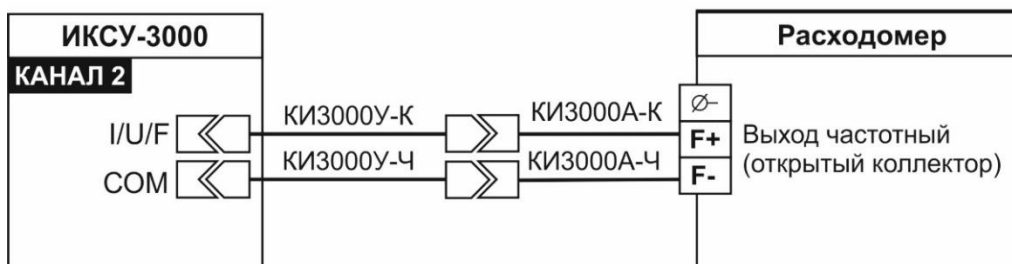 ИКСУ-3000
КАНАЛ 2
I/U/F
COM
КИ3000У-К
КИ3000У-Ч
КИ3000А-К
КИ3000А-Ч
Расходомер
F+
F-
Выход частотный
(открытый коллектор)